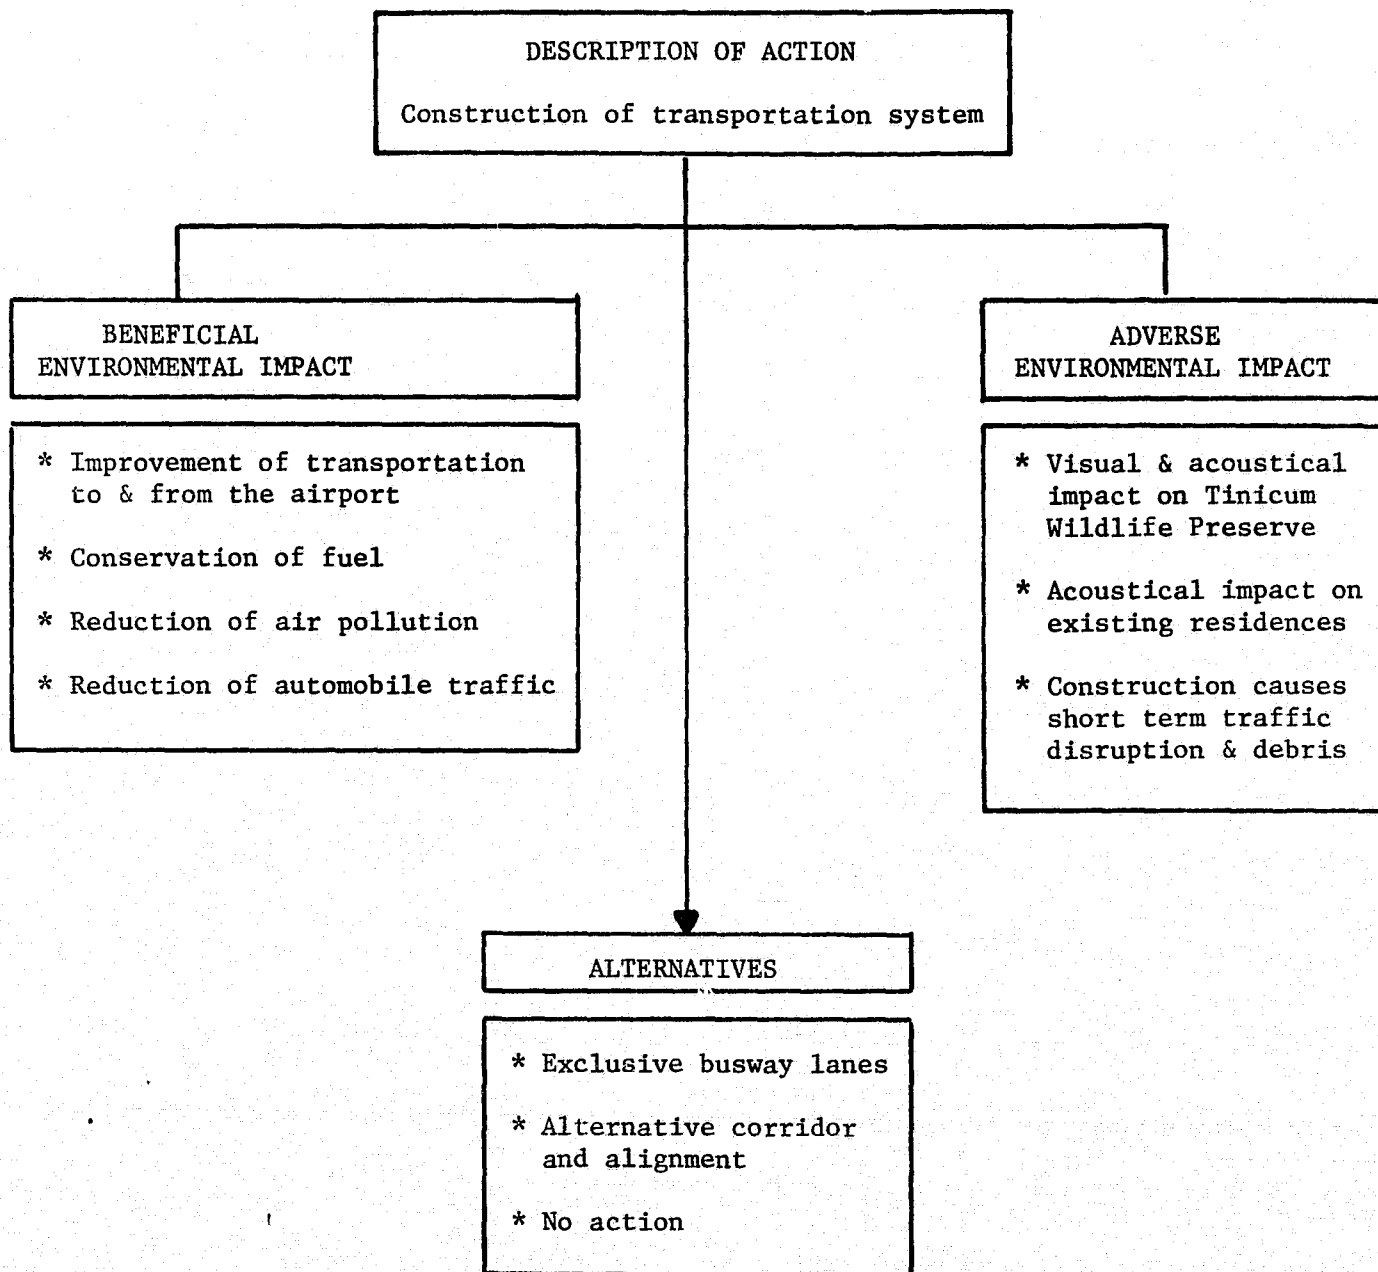 DESCRIPTION OF ACTION
Construction of transportation system
BENEFICIAL
ENVIRONMENTAL IMPACT
* Improvement of transportation
to & from the airport
* Conservation of fuel
* Reduction of air pollution
* Reduction of automobile traffic
ADVERSE
ENVIRONMENTAL IMPACT
* Visual & acoustical
impact on Tinicum
Wildlife Preserve
* Acoustical impact on
existing residences
* Construction causes
short term traffic
disruption & debris
ALTERNATIVES
* Exclusive busway lanes
* Alternative corridor
and alignment
* No action